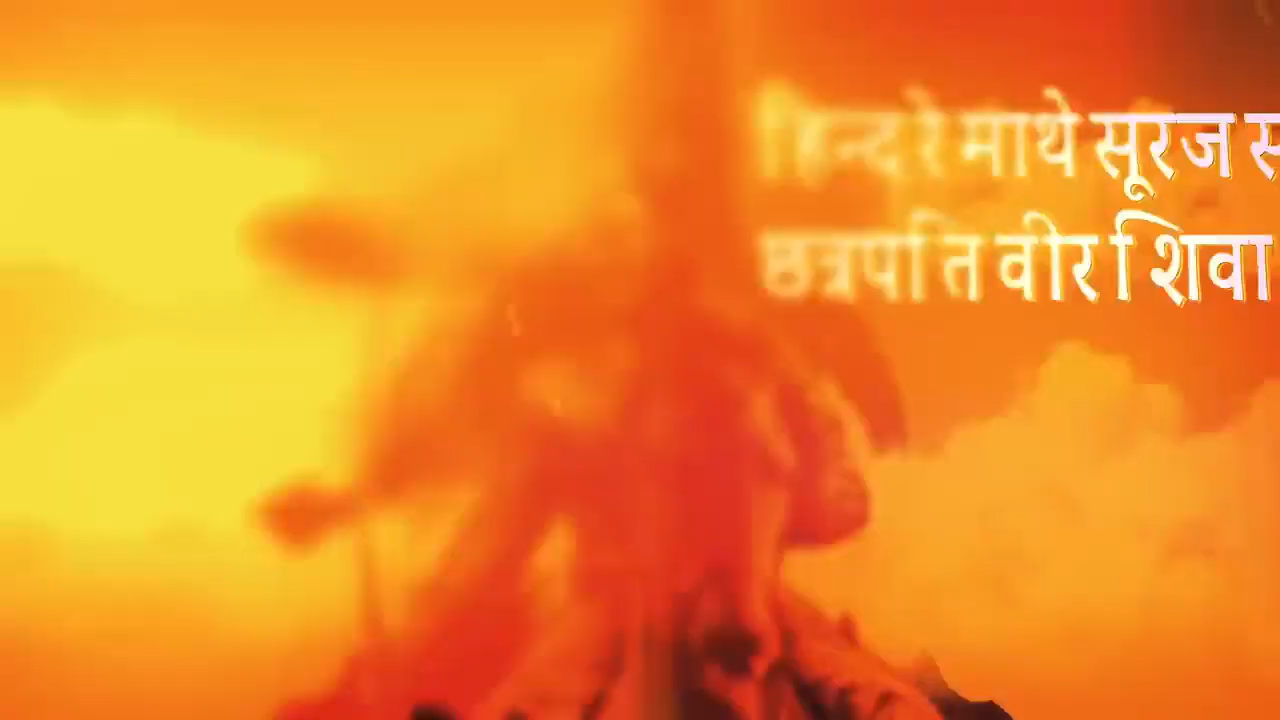 हिन्द रे माथे सूरज स
छत्रपति वीर शिवा